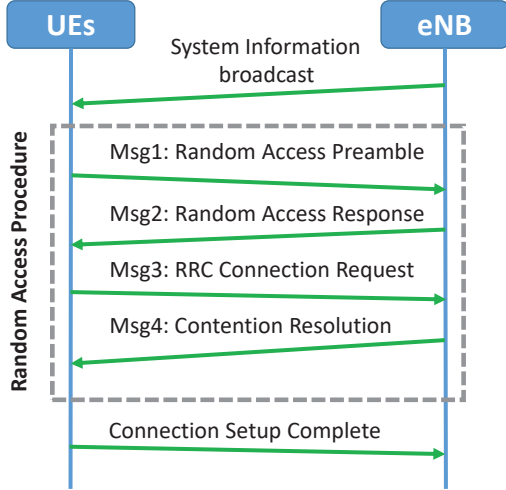 UEs
eNB
System Information
broadcast
Random Access Procedure
Msg1: Random Access Preamble
Msg2: Random Access Response
Msg3: RRC Connection Request
Msg4: Contention Resolution
Connection Setup Complete